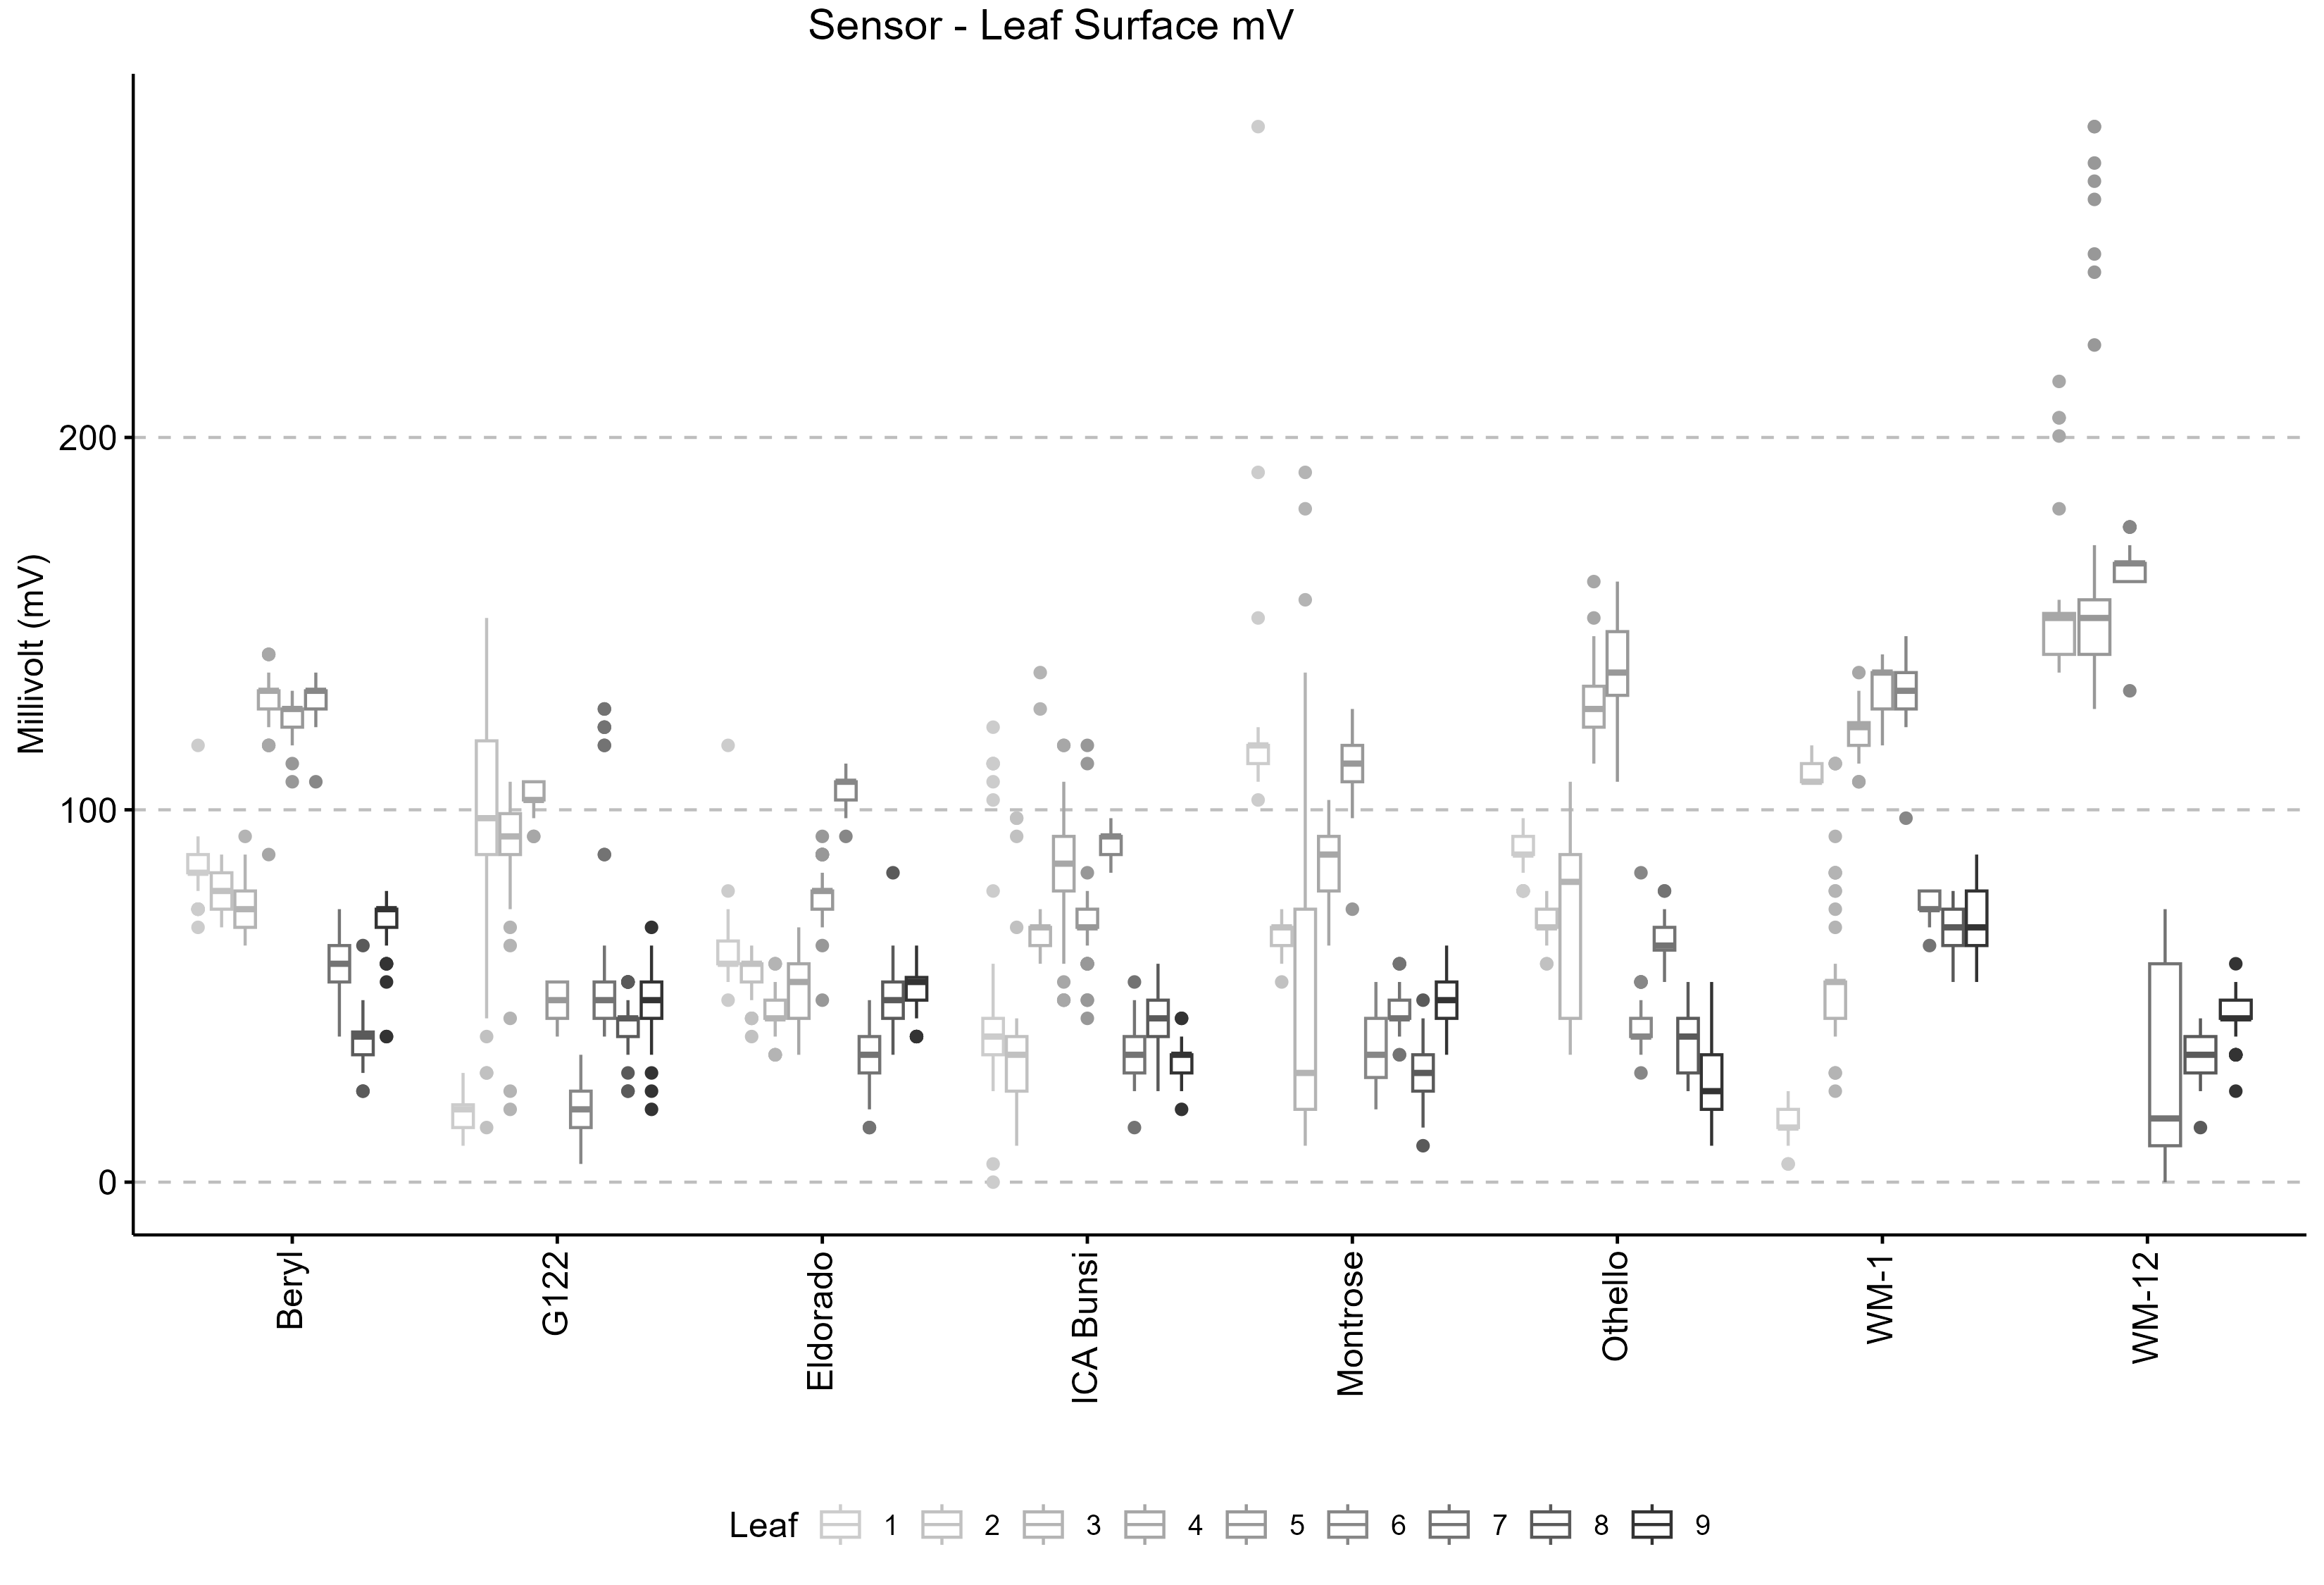 Sensor - Leaf Surface mV
Millivolt (mV)
200
100
0
Beryl
G122
Eldorado
ICA Bunsi
Montrose
Othello
WM-1
WM-12
Leaf 1 2 3 4 5 6 7 8 9